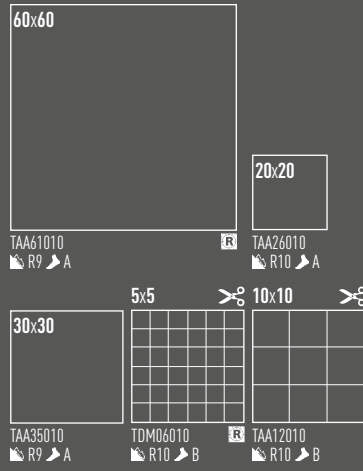 60x60
TAA61010 R
R9 A
20x20
TAA26010
R10 A
30x30
TAA35010
R9 A
5x5
TDM06010 R
R10 B
10x10
TAA12010
R10 B